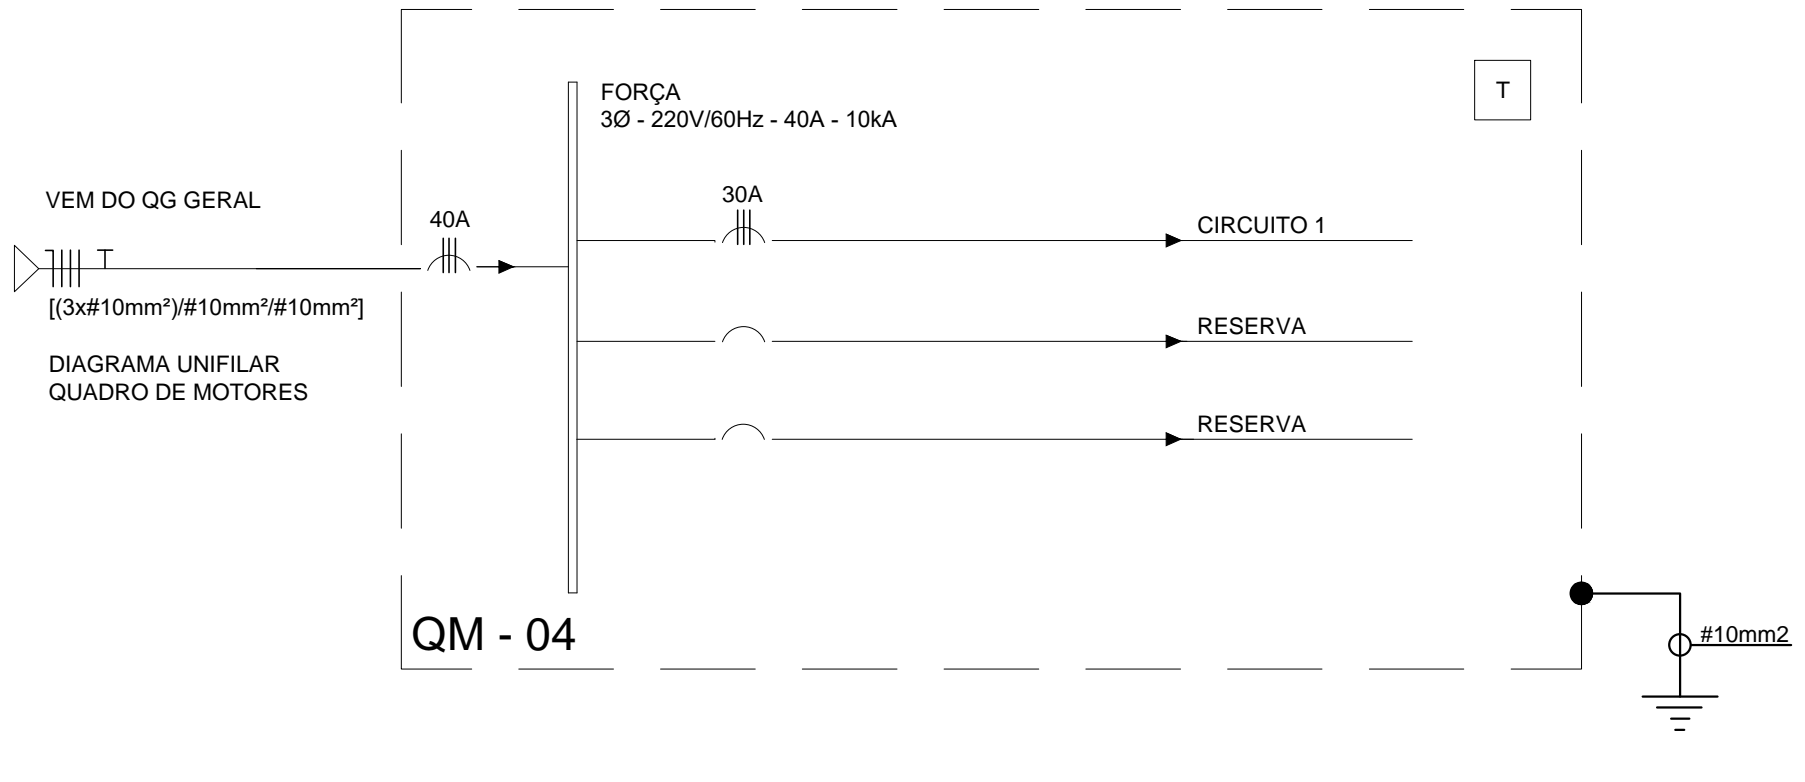 FORÇA
3Ø - 220V/60Hz - 40A - 10kA
T
VEM DO QG GERAL
40A
30A
CIRCUITO 1
[(3x#10mm²)/#10mm²/#10mm²]
RESERVA
DIAGRAMA UNIFILAR
QUADRO DE MOTORES
RESERVA
QM - 04
#10mm2